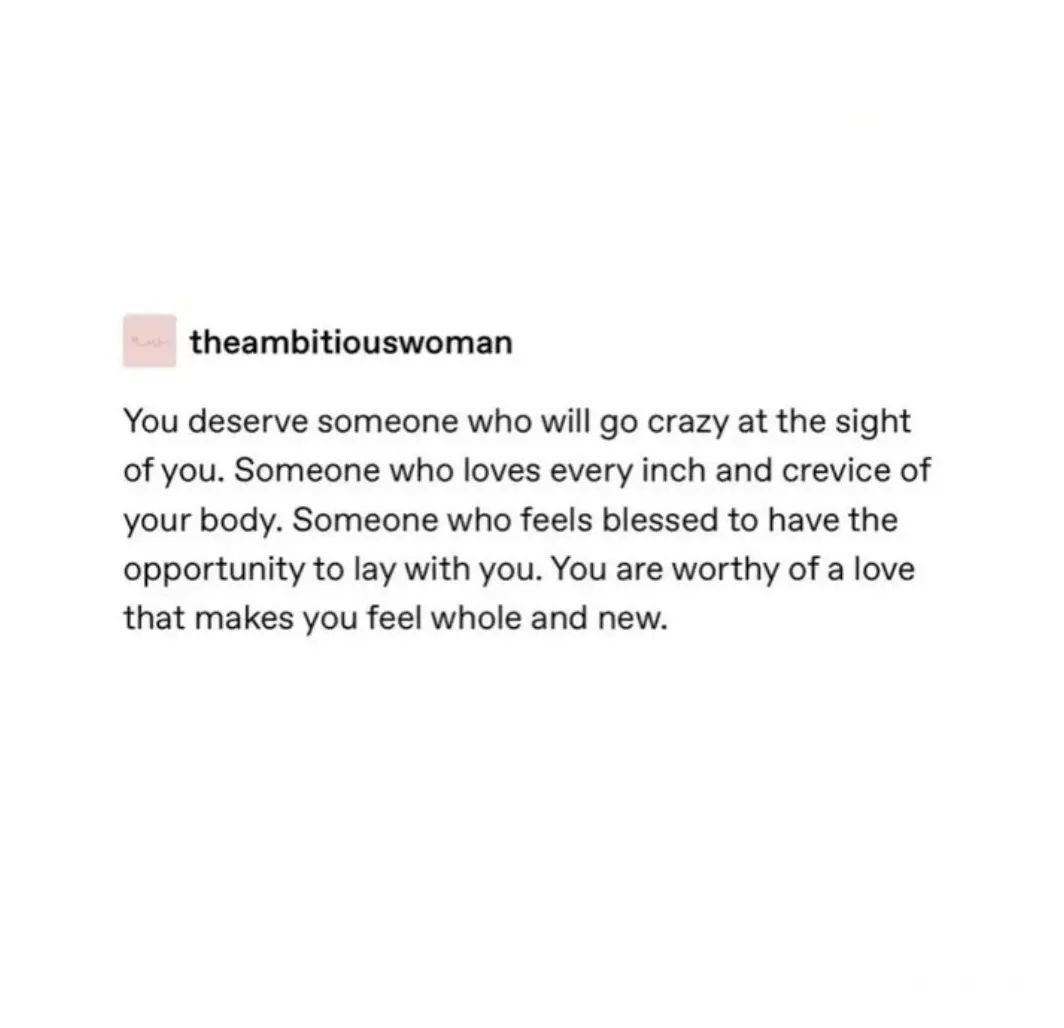 theambitiouswoman
You deserve someone who will go crazy at the sight
of you. Someone who loves every inch and crevice of
your body. Someone who feels blessed to have the
opportunity to lay with you. You are worthy of a love
that makes you feel whole and new.